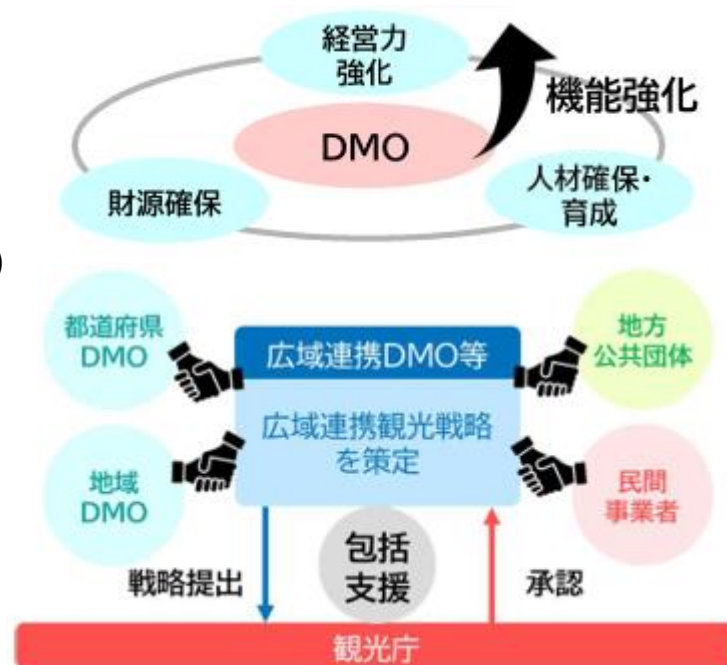 経営力
強化
機能強化
DMO
財源確保
人材確保・
育成
)
都道府県
DMO
広域連携DMO等
地方
公共団体
広域連携観光戦略
を策定
地域
DMO
民間
事業者
戦略提出
包括
支援
承認
観光庁